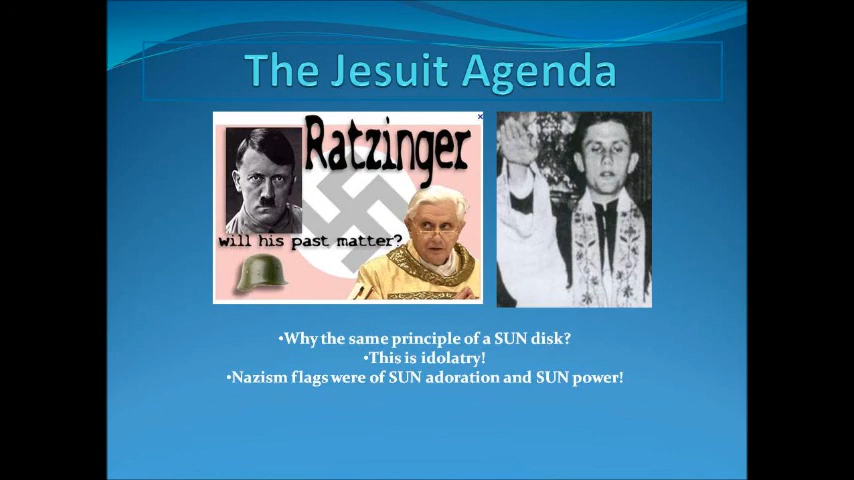 The Jesuit Agenda
Ratzinger
will his past matter?
•Why the same principle of a SUN disk?
•This is idolatry!
•Nazism flags were of SUN adoration and SUN power!